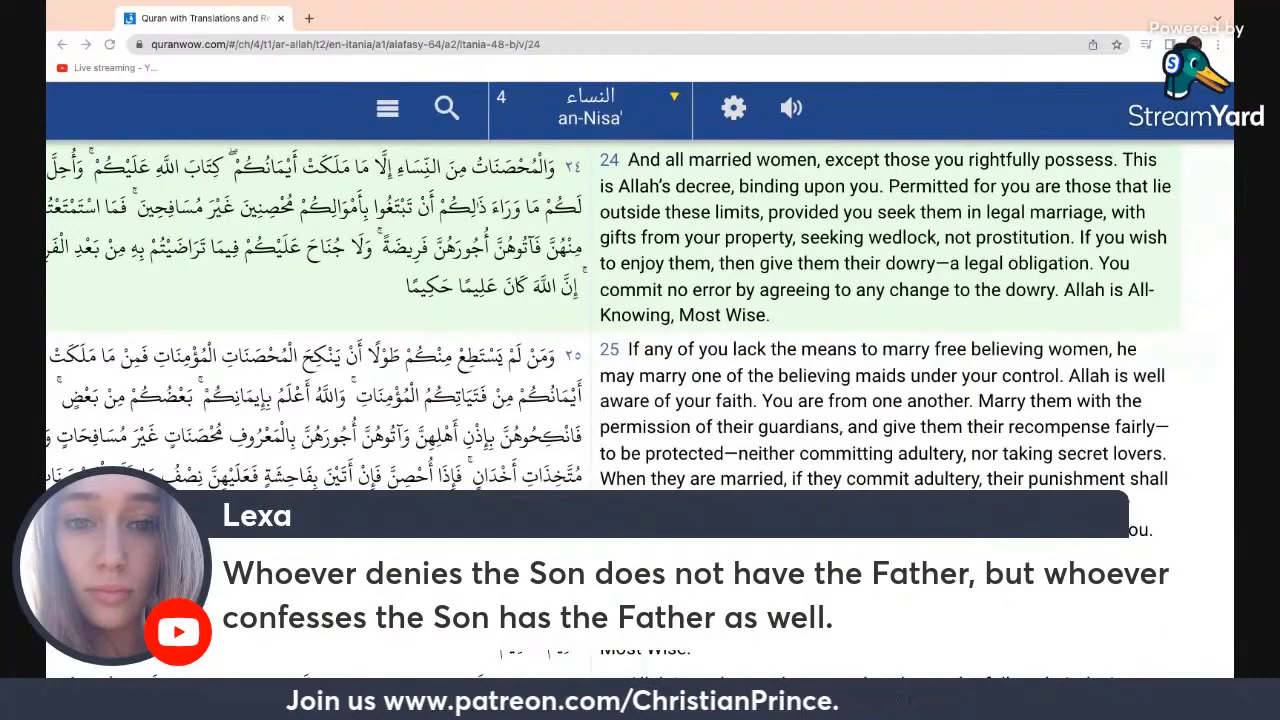 Quran with Translations and Re
quranwow.com/#/ch/4/t1/ar-allah/t2/en-itania/a1/alafasy-64/a2/itania-48-b/v/24
Live streaming - Y...
Powered by
StreamYard
4
النساء
an-Nisa'
٢٤ وَالْمُحْصَنَاتُ مِنَ النِّسَاءِ إِلَّا مَا مَلَكَتْ أَيْمَانُكُمْ ۖ كِتَابَ اللَّهِ عَلَيْكُمْ ۚ وَأُحِلَّ
لَكُمْ مَا وَرَاءَ ذَٰلِكُمْ أَنْ تَبْتَغُوا بِأَمْوَالِكُمْ مُحْصِنِينَ غَيْرَ مُسَافِحِينَ ۚ فَمَا اسْتَمْتَعْتُ
مِنْهُنَّ فَآتُوهُنَّ أُجُورَهُنَّ فَرِيضَةً ۚ وَلَا جُنَاحَ عَلَيْكُمْ فِيمَا تَرَاضَيْتُمْ بِهِ مِنْ بَعْدِ الْفَرِ
ۚ إِنَّ اللَّهَ كَانَ عَلِيمًا حَكِيمًا
24 And all married women, except those you rightfully possess. This
is Allah's decree, binding upon you. Permitted for you are those that lie
outside these limits, provided you seek them in legal marriage, with
gifts from your property, seeking wedlock, not prostitution. If you wish
to enjoy them, then give them their dowry—a legal obligation. You
commit no error by agreeing to any change to the dowry. Allah is All-
Knowing, Most Wise.
٢٥ وَمَنْ لَمْ يَسْتَطِعْ مِنْكُمْ طَوْلًا أَنْ يَنْكِحَ الْمُحْصَنَاتِ الْمُؤْمِنَاتِ فَمِنْ مَا مَلَكَتْ
أَيْمَانُكُمْ مِنْ فَتَيَاتِكُمُ الْمُؤْمِنَاتِ ۚ وَاللَّهُ أَعْلَمُ بِإِيمَانِكُمْ ۚ بَعْضُكُمْ مِنْ بَعْضٍ ۚ
فَانْكِحُوهُنَّ بِإِذْنِ أَهْلِهِنَّ وَآتُوهُنَّ أُجُورَهُنَّ بِالْمَعْرُوفِ مُحْصَنَاتٍ غَيْرَ مُسَافِحَاتٍ وَ
مُتَّخِذَاتِ أَخْدَانٍ ۚ فَإِذَا أُحْصِنَّ فَإِنْ أَتَيْنَ بِفَاحِشَةٍ فَعَلَيْهِنَّ نِصْفُ
25 If any of you lack the means to marry free believing women, he
may marry one of the believing maids under your control. Allah is well
aware of your faith. You are from one another. Marry them with the
permission of their guardians, and give them their recompense fairly—
to be protected—neither committing adultery, nor taking secret lovers.
When they are married, if they commit adultery, their punishment shall
ou.
Lexa
Whoever denies the Son does not have the Father, but whoever
confesses the Son has the Father as well.
Most Wise.
Join us www.patreon.com/ChristianPrince.